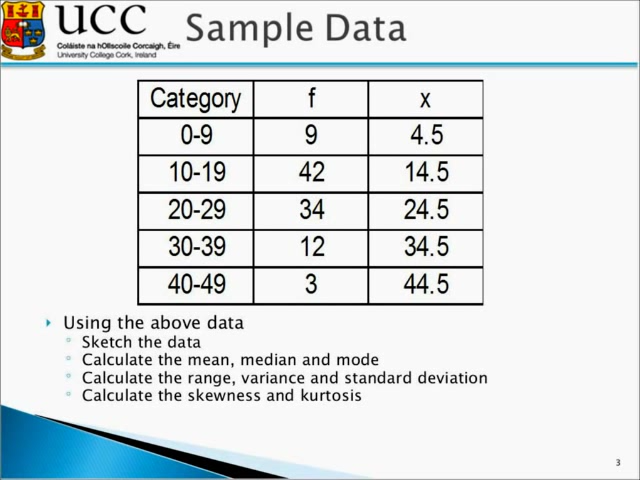 UCC
Coláiste na hOllscoile Corcaigh, Éire
University College Cork, Ireland
Sample Data
Category f x
0-9 9 4.5
10-19 42 14.5
20-29 34 24.5
30-39 12 34.5
40-49 3 44.5
Using the above data
Sketch the data
Calculate the mean, median and mode
Calculate the range, variance and standard deviation
Calculate the skewness and kurtosis
3